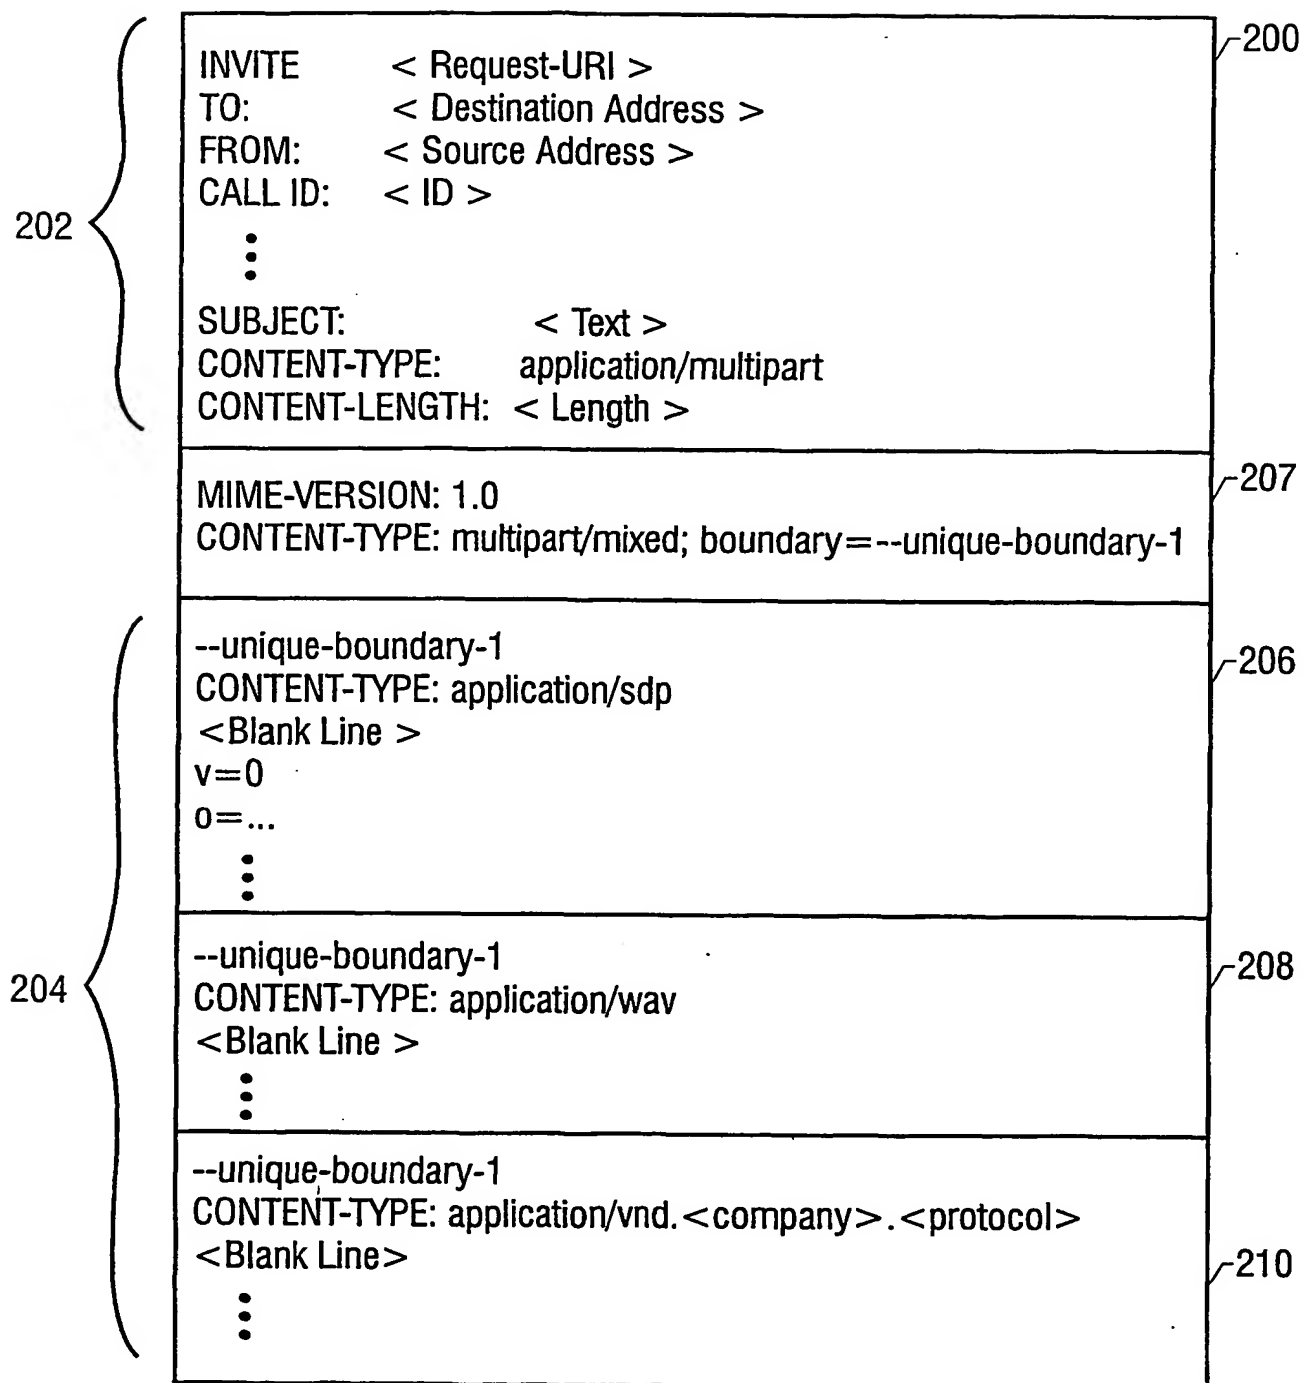 200
INVITE < Request-URI >
TO: < Destination Address >
FROM: < Source Address >
CALL ID: < ID >
202
SUBJECT: < Text >
CONTENT-TYPE: application/multipart
CONTENT-LENGTH: < Length >
207
MIME-VERSION: 1.0
CONTENT-TYPE: multipart/mixed; boundary=--unique-boundary-1
--unique-boundary-1
206
CONTENT-TYPE: application/sdp
<Blank Line >
v=0
o=...
--unique-boundary-1
208
204
CONTENT-TYPE: application/wav
<Blank Line >
--unique-boundary-1
CONTENT-TYPE: application/vnd.<company>.<protocol>
<Blank Line>
210